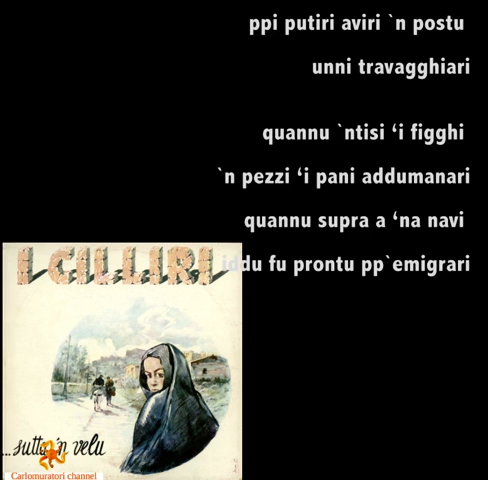 ppi putiri aviri `n postu
unni travagghiari
quannu `ntisi ‘i figghi
`n pezzi ‘i pani addumanari
quannu supra a ‘na navi
iddu fu prontu pp`emigrari
I CILLIRI
...sutta 'n velu
Carlomuratori channel